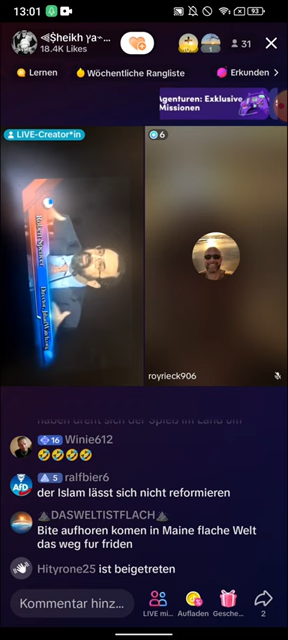 13:01
93
⫷$heikh
18.4K Likes
31
Lernen
Wöchentliche Rangliste
Erkunden
Agenturen: Exklusive
Missionen
LIVE-Creator*in
6
royrieck906
haben dreht sich der Spieß im Land um
16 Winie612
🤣🤣🤣🤣
AfD
5 ralfbier6
der Islam lässt sich nicht reformieren
DASWELTISTFLACH
Bite aufhoren komen in Maine flache Welt
das weg fur friden
Hityrone25 ist beigetreten
Kommentar hinz...
LIVE mi...
Aufladen
Gesche...
2